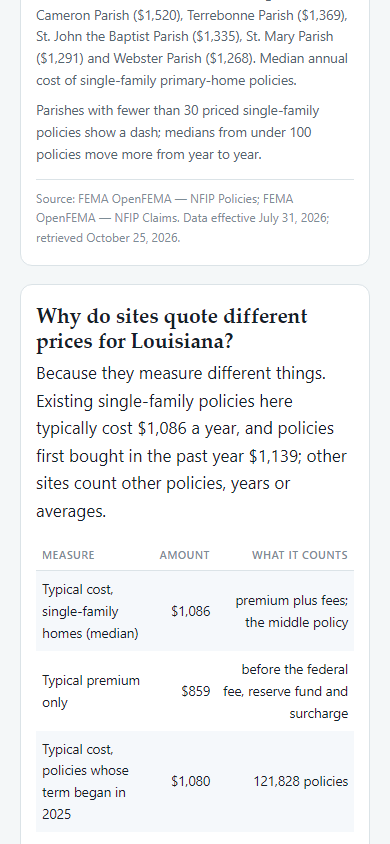 Cameron Parish ($1,520), Terrebonne Parish ($1,369),
St. John the Baptist Parish ($1,335), St. Mary Parish
($1,291) and Webster Parish ($1,268). Median annual
cost of single-family primary-home policies.
Parishes with fewer than 30 priced single-family
policies show a dash; medians from under 100
policies move more from year to year.
Source: FEMA OpenFEMA — NFIP Policies; FEMA
OpenFEMA — NFIP Claims. Data effective July 31, 2026;
retrieved October 25, 2026.
Why do sites quote different
prices for Louisiana?
Because they measure different things.
Existing single-family policies here
typically cost $1,086 a year, and policies
first bought in the past year $1,139; other
sites count other policies, years or
averages.
MEASURE AMOUNT WHAT IT COUNTS
Typical cost,
single-family
homes (median)
$1,086
premium plus fees;
the middle policy
Typical premium
only
$859
before the federal
fee, reserve fund and
surcharge
Typical cost,
policies whose
term began in
2025
$1,080
121,828 policies